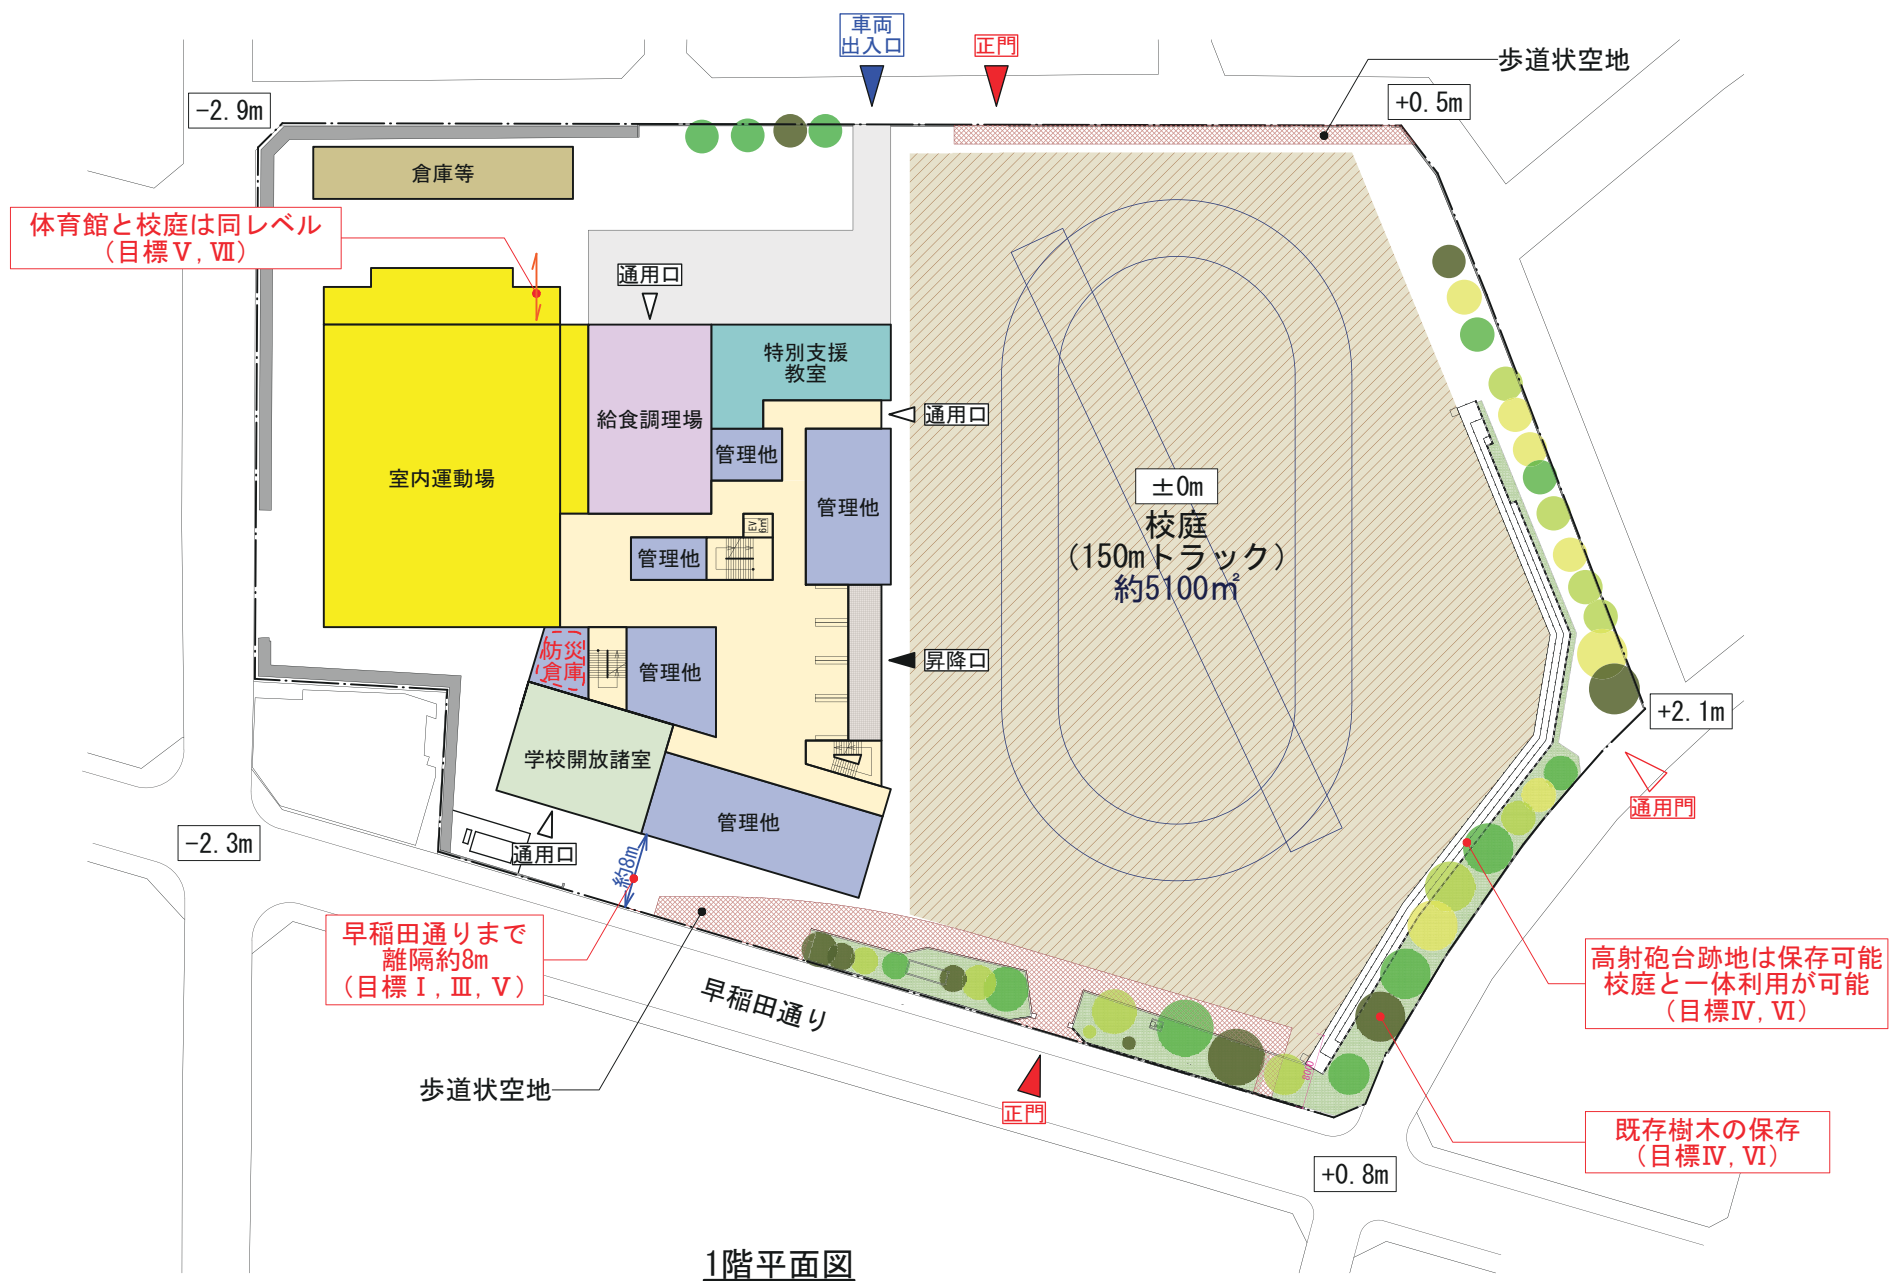 車両
出入口
正門
歩道状空地
-2.9m
+0.5m
倉庫等
体育館と校庭は同レベル
(目標Ⅴ,Ⅶ)
通用口
特別支援
教室
給食調理場
通用口
管理他
室内運動場
管理他
±0m
校庭
(150mトラック)
約5100㎡
EV
6㎡
管理他
防災
倉庫
管理他
昇降口
+2.1m
学校開放諸室
管理他
通用門
-2.3m
通用口
約8m
早稲田通りまで
離隔約8m
(目標Ⅰ,Ⅲ,Ⅴ)
高射砲台跡地は保存可能
校庭と一体利用が可能
(目標Ⅳ,Ⅵ)
早稲田通り
8000
歩道状空地
正門
既存樹木の保存
(目標Ⅳ,Ⅵ)
+0.8m
1階平面図